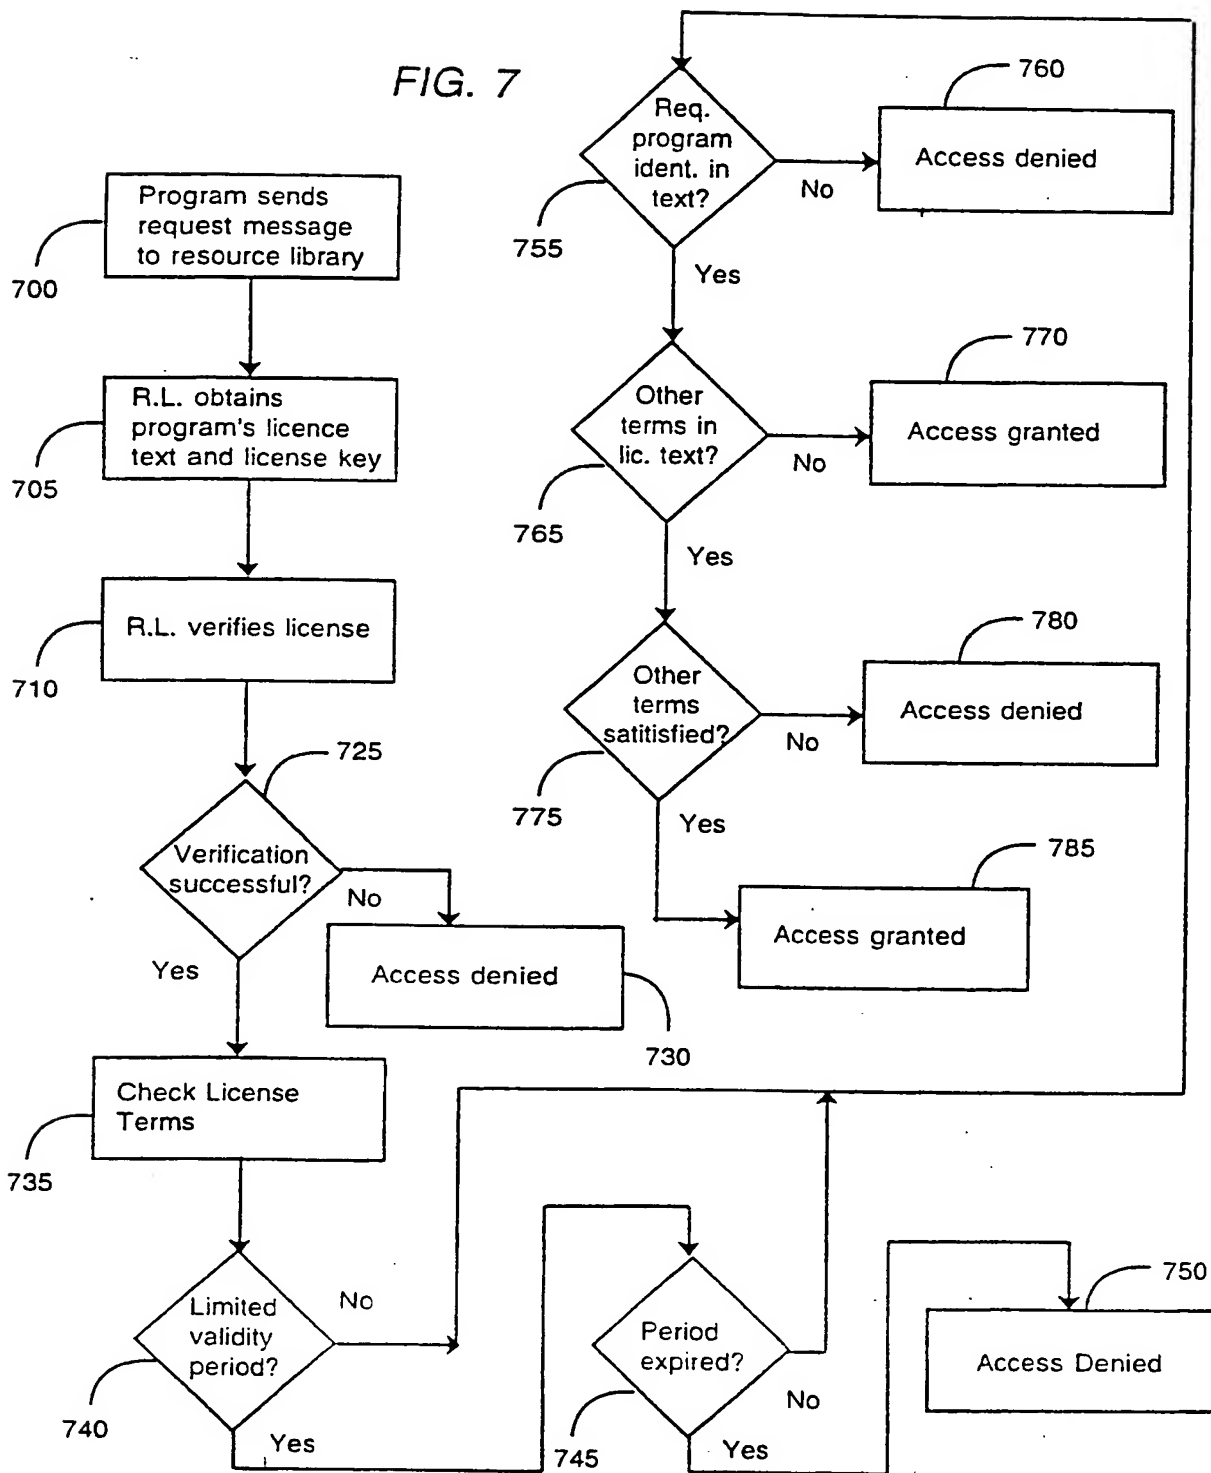 FIG. 7
Program sends
request message
to resource library
700
R.L. obtains
program's licence
text and license key
705
R.L. verifies license
710
725
Verification
successful?
No
Yes
Access denied
730
Check License
Terms
735
Limited
validity
period?
No
740
Yes
Period
expired?
No
745
Yes
750
Access Denied
Req.
program
ident. in
text?
No
755
Yes
760
Access denied
Other
terms in
lic. text?
No
765
Yes
770
Access granted
Other
terms
satitisfied?
No
775
Yes
780
Access denied
785
Access granted